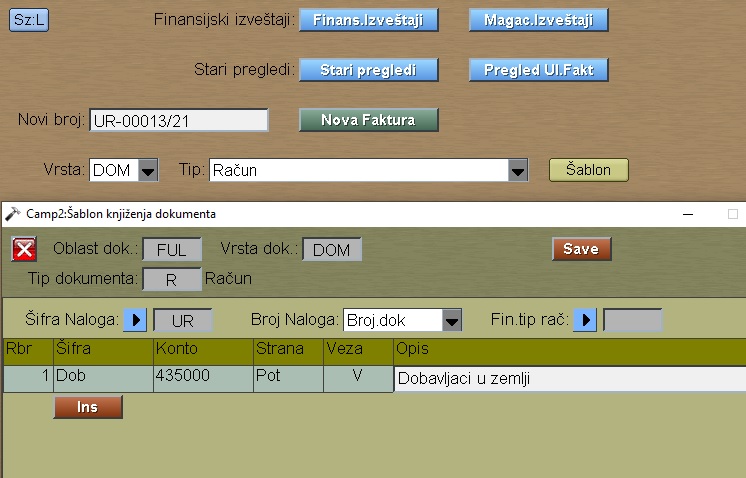 Sz:L Finansijski izveštaji: Finans.Izveštaji Magac.Izveštaji
Stari pregledi: Stari pregledi Pregled Ul.Fakt
Novi broj: UR-00013/21 Nova Faktura
Vrsta: DOM Tip: Račun Šablon
Camp2:Šablon knjiženja dokumenta
Oblast dok.: FUL Vrsta dok.: DOM Save
Tip dokumenta: R Račun
Šifra Naloga: UR Broj Naloga: Broj.dok Fin.tip rač:
Rbr Šifra Konto Strana Veza Opis
1 Dob 435000 Pot V Dobavljaci u zemlji
Ins